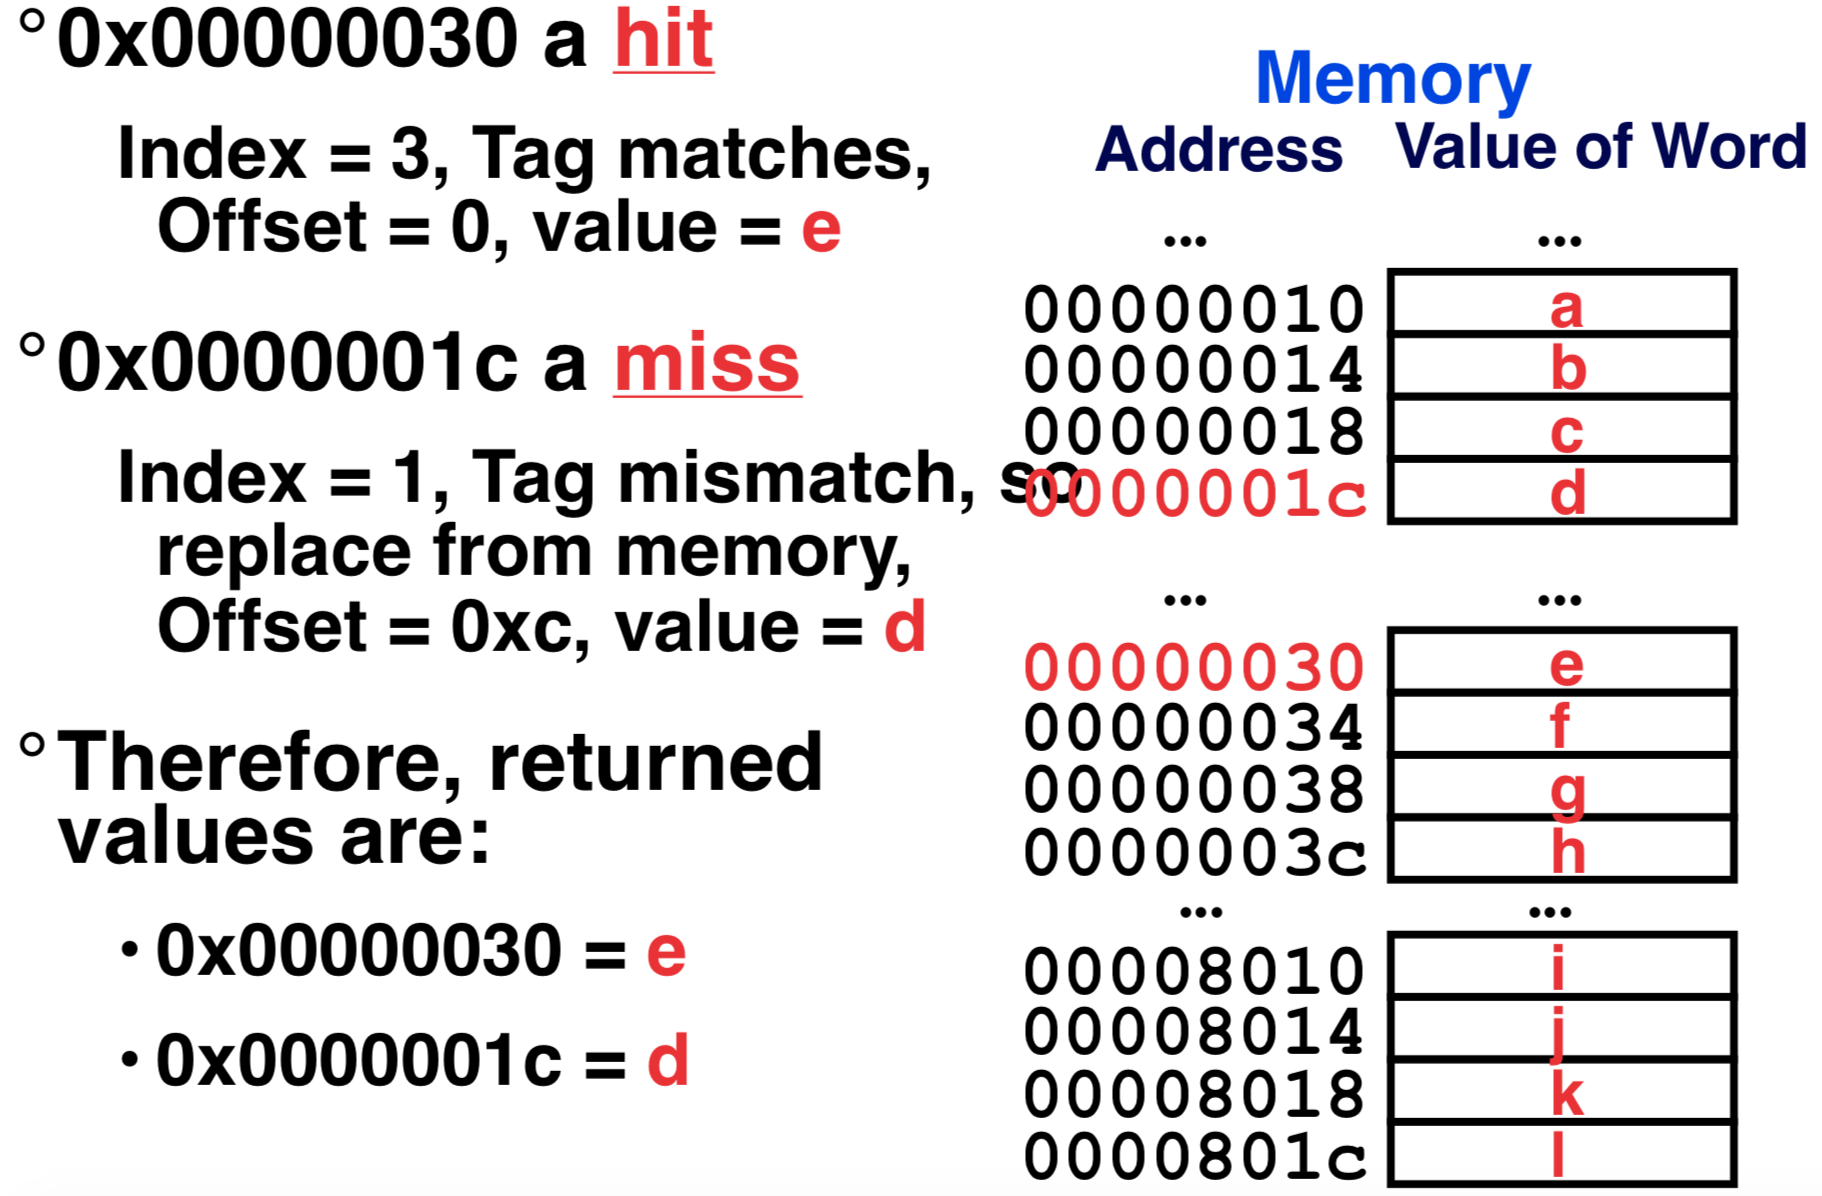 ° 0x00000030 a hit
Index = 3, Tag matches,
Offset = 0, value = e
° 0x0000001c a miss
Index = 1, Tag mismatch, so
replace from memory,
Offset = 0xc, value = d
° Therefore, returned
values are:
• 0x00000030 = e
• 0x0000001c = d
Memory
Address Value of Word
... ...
00000010 a
00000014 b
00000018 c
0000001c d
... ...
00000030 e
00000034 f
00000038 g
0000003c h
... ...
00008010 i
00008014 j
00008018 k
0000801c l